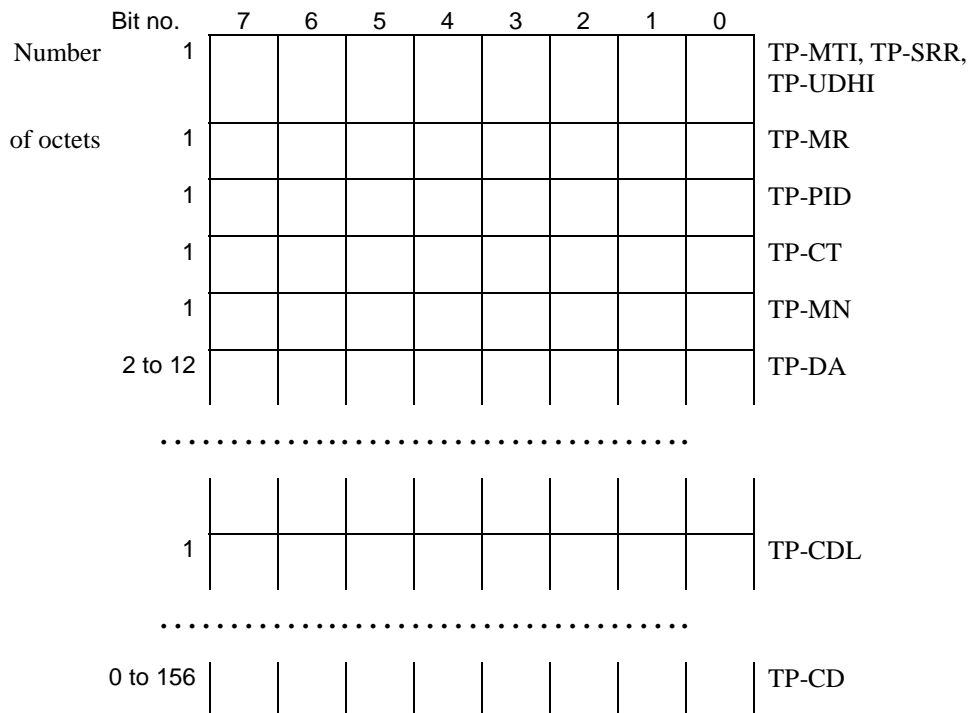 Bit no. 7 6 5 4 3 2 1 0
Number 1 TP-MTI, TP-SRR,
TP-UDHI
of octets 1 TP-MR
1 TP-PID
1 TP-CT
1 TP-MN
2 to 12 TP-DA
1 TP-CDL
0 to 156 TP-CD